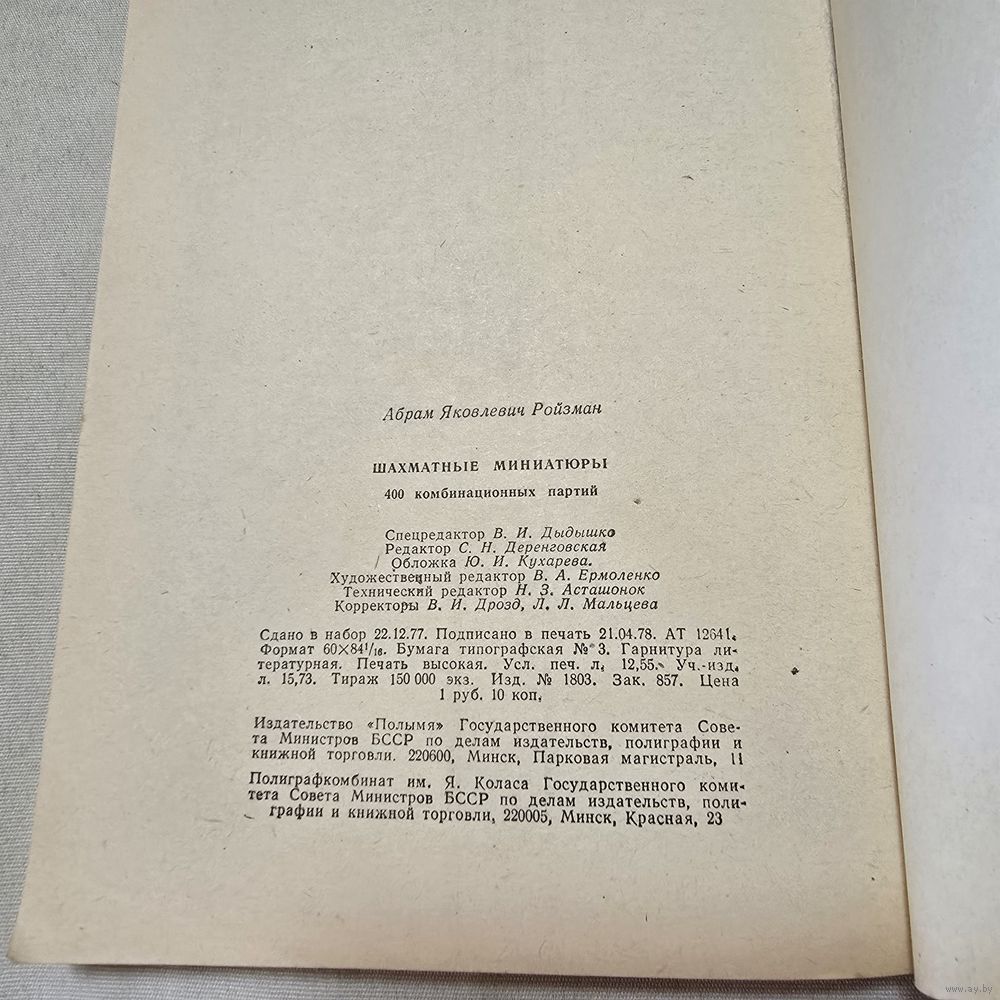 Абрам Яковлевич Ройзман
ШАХМАТНЫЕ МИНИАТЮРЫ
400 комбинационных партий
Спецредактор В. И. Дыдышко
Редактор С. Н. Деренговская
Обложка Ю. И. Кухарева.
Художественный редактор В. А. Ермоленко
Технический редактор Н. З. Асташонок
Корректоры В. И. Дрозд, Л. Л. Мальцева
Сдано в набор 22.12.77. Подписано в печать 21.04.78. АТ 12641.
Формат 60×84¹/₁₆. Бумага типографская № 3. Гарнитура ли-
тературная. Печать высокая. Усл. печ. л. 12,55. Уч.-изд.
л. 15,73. Тираж 150 000 экз. Изд. № 1803. Зак. 857. Цена
1 руб. 10 коп.
Издательство «Полымя» Государственного комитета Сове-
та Министров БССР по делам издательств, полиграфии и
книжной торговли. 220600, Минск, Парковая магистраль, 11
Полиграфкомбинат им. Я. Коласа Государственного коми-
тета Совета Министров БССР по делам издательств, поли-
графии и книжной торговли, 220005, Минск, Красная, 23
www.ay.by